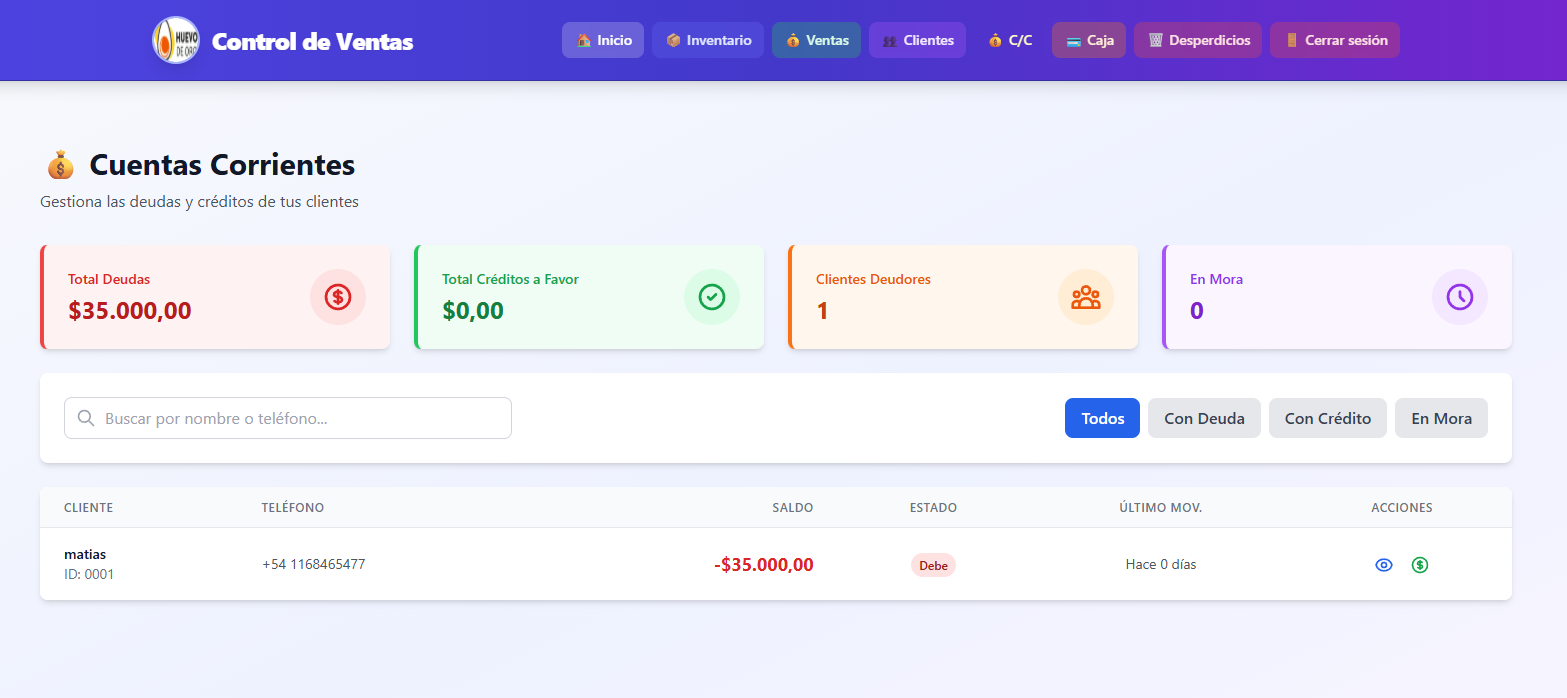 HUEVO
DE ORO
Control de Ventas
Inicio
Inventario
Ventas
Clientes
C/C
Caja
Desperdicios
Cerrar sesión
Cuentas Corrientes
Gestiona las deudas y créditos de tus clientes
Total Deudas
$35.000,00
Total Créditos a Favor
$0,00
Clientes Deudores
1
En Mora
0
Buscar por nombre o teléfono...
Todos
Con Deuda
Con Crédito
En Mora
CLIENTE TELÉFONO SALDO ESTADO ÚLTIMO MOV. ACCIONES
matias
ID: 0001
+54 1168465477
-$35.000,00
Debe
Hace 0 días